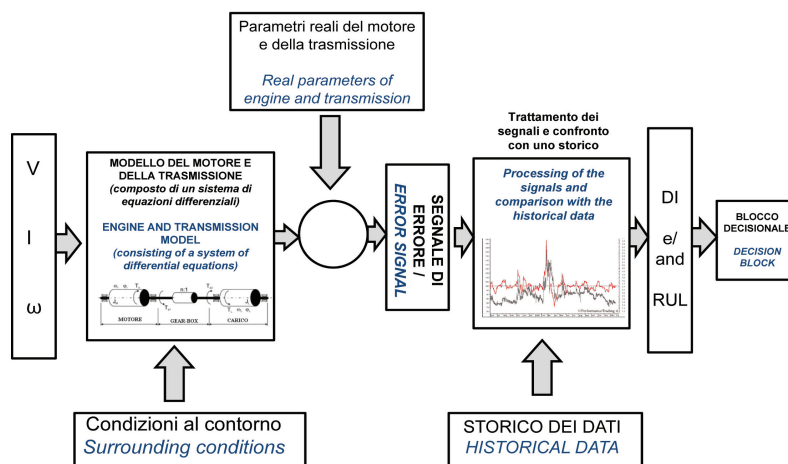 Parametri reali del motore
e della trasmissione
Real parameters of
engine and transmission
V
I
ω
MODELLO DEL MOTORE E
DELLA TRASMISSIONE
(composto di un sistema di
equazioni differenziali)
ENGINE AND TRANSMISSION
MODEL
(consisting of a system of
differential equations)
n:1
MOTORE
GEAR-BOX
CARICO
SEGNALE DI
ERRORE /
ERROR SIGNAL
Trattamento dei
segnali e confronto
con uno storico
Processing of the
signals and
comparison with the
historical data
DI
e/
and
RUL
BLOCCO
DECISIONALE
DECISION
BLOCK
Condizioni al contorno
Surrounding conditions
STORICO DEI DATI
HISTORICAL DATA